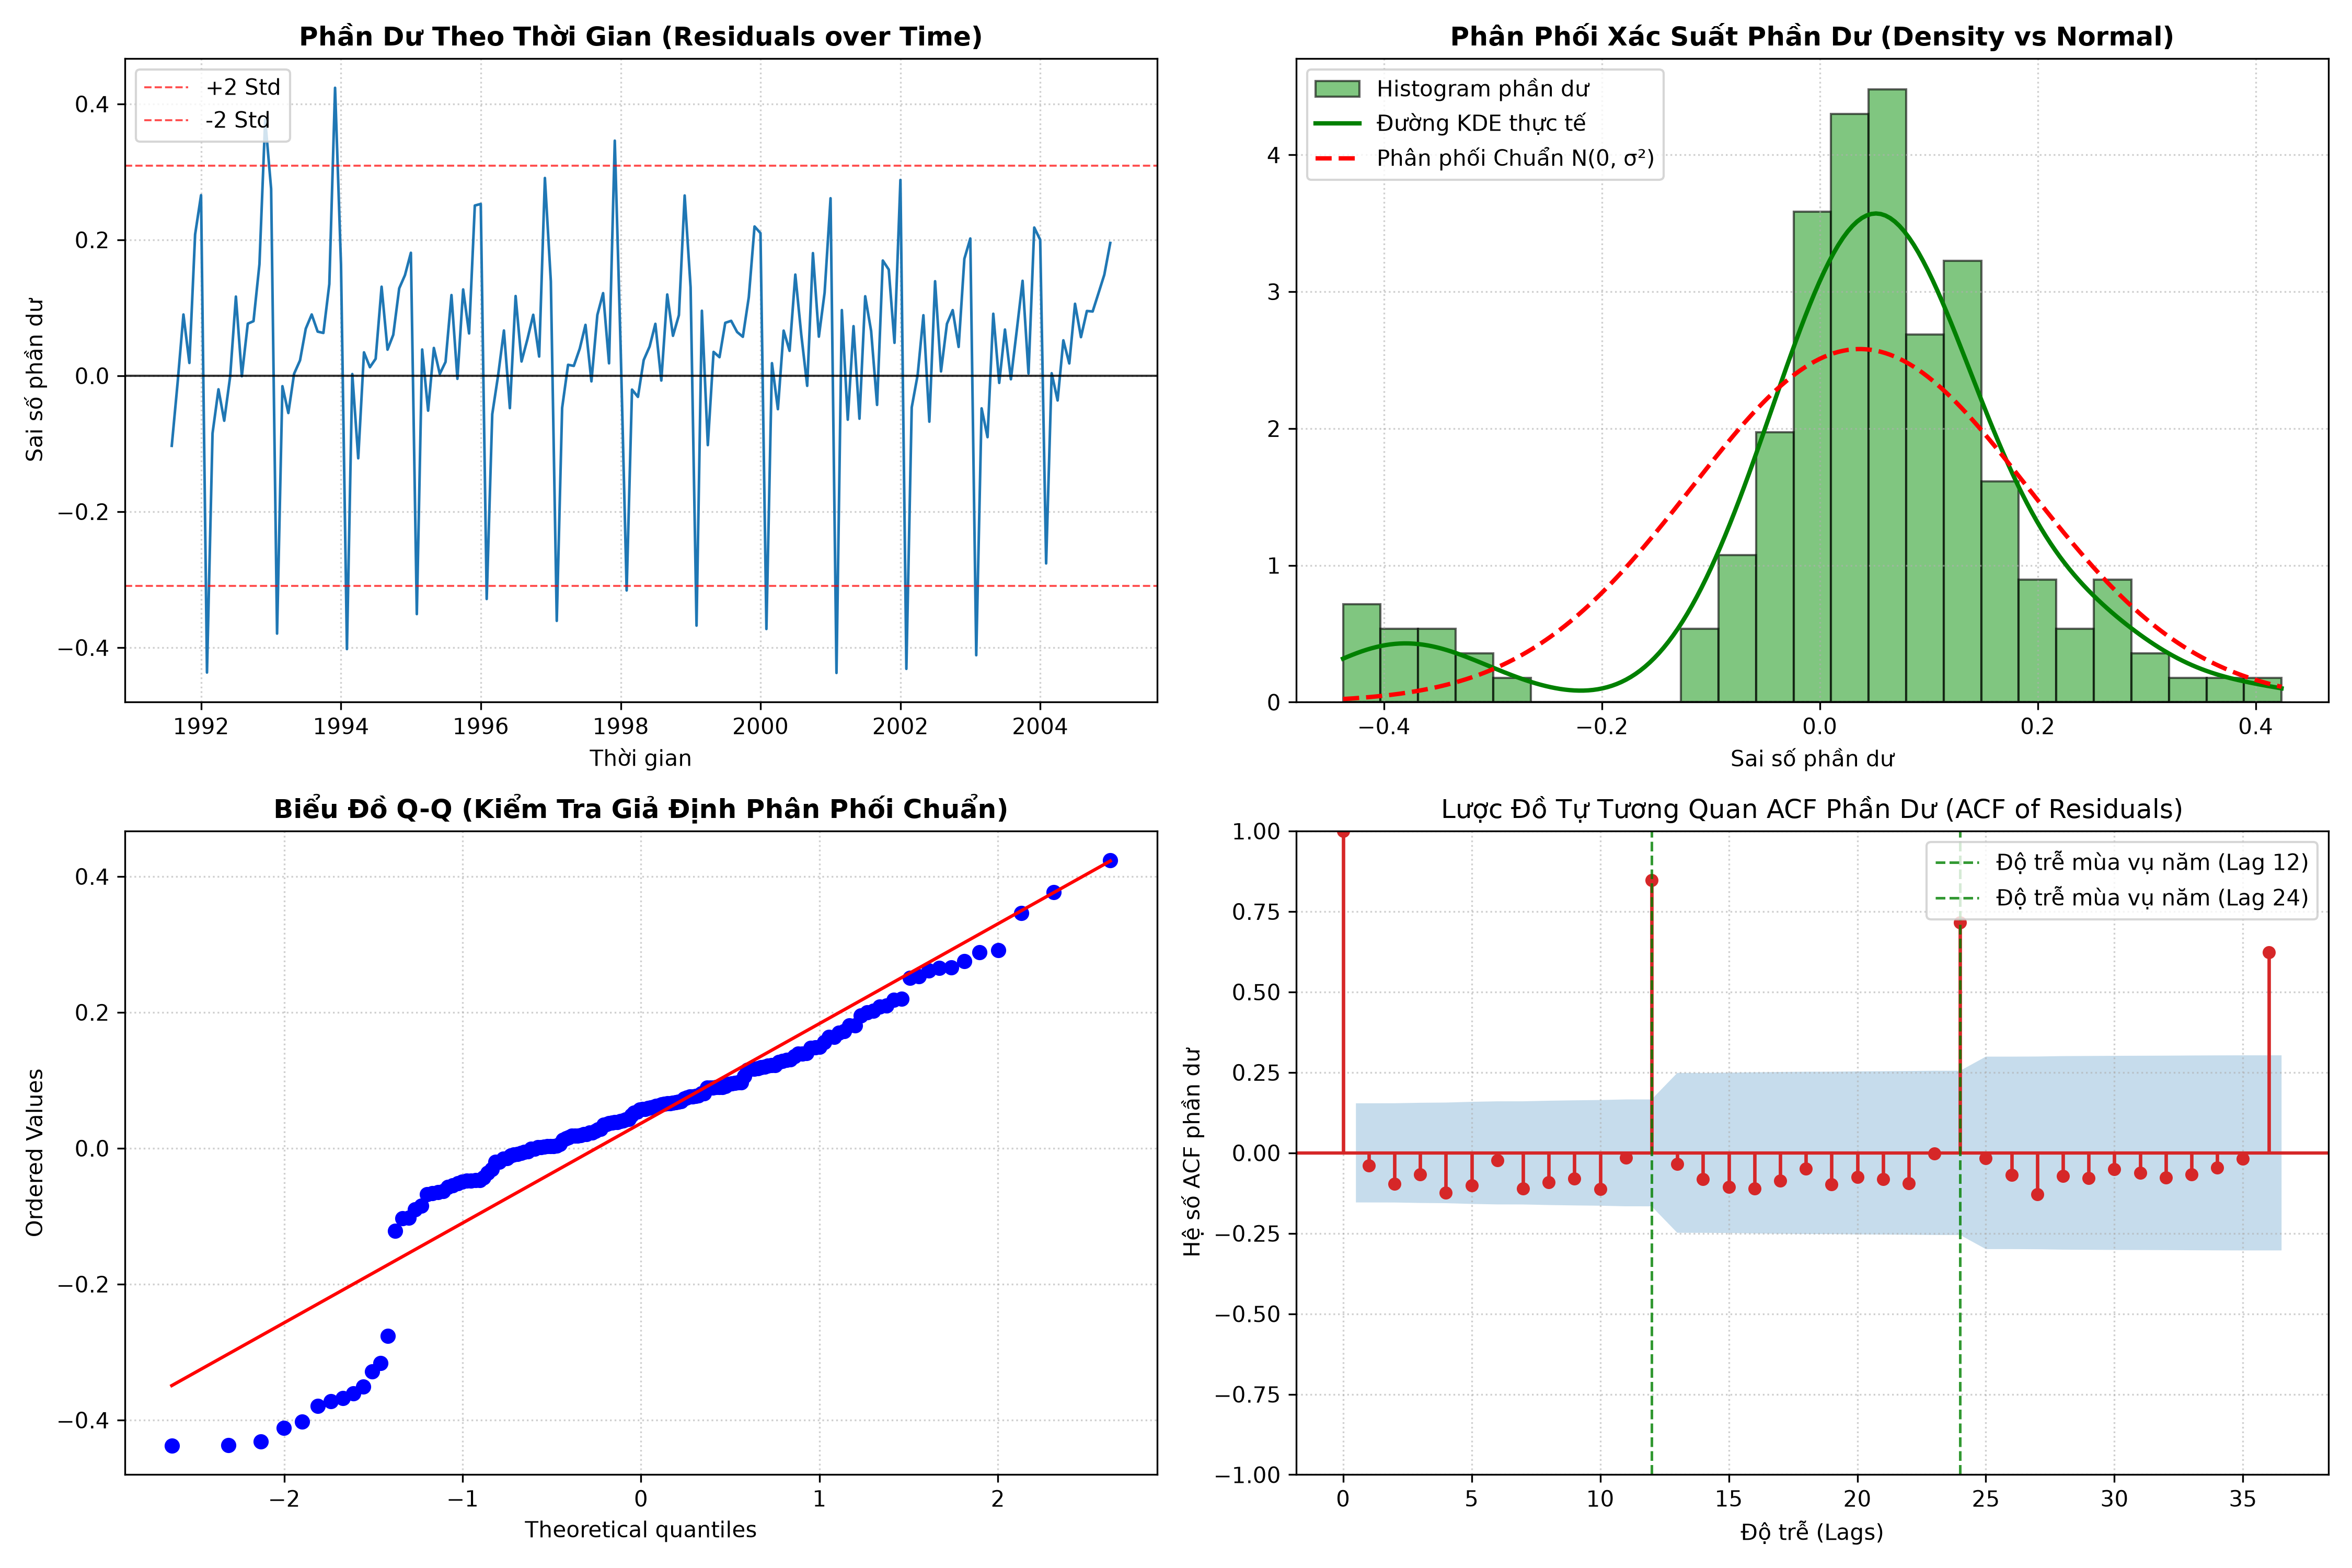 Phần Dư Theo Thời Gian (Residuals over Time)
+2 Std
-2 Std
0.4
0.2
0.0
−0.2
−0.4
Sai số phần dư
1992 1994 1996 1998 2000 2002 2004
Thời gian
Phân Phối Xác Suất Phần Dư (Density vs Normal)
Histogram phần dư
Đường KDE thực tế
Phân phối Chuẩn N(0, σ²)
4
3
2
1
0
−0.4 −0.2 0.0 0.2 0.4
Sai số phần dư
Biểu Đồ Q-Q (Kiểm Tra Giả Định Phân Phối Chuẩn)
0.4
0.2
0.0
−0.2
−0.4
Ordered Values
−2 −1 0 1 2
Theoretical quantiles
Lược Đồ Tự Tương Quan ACF Phần Dư (ACF of Residuals)
Độ trễ mùa vụ năm (Lag 12)
Độ trễ mùa vụ năm (Lag 24)
1.00
0.75
0.50
0.25
0.00
−0.25
−0.50
−0.75
−1.00
Hệ số ACF phần dư
0 5 10 15 20 25 30 35
Độ trễ (Lags)